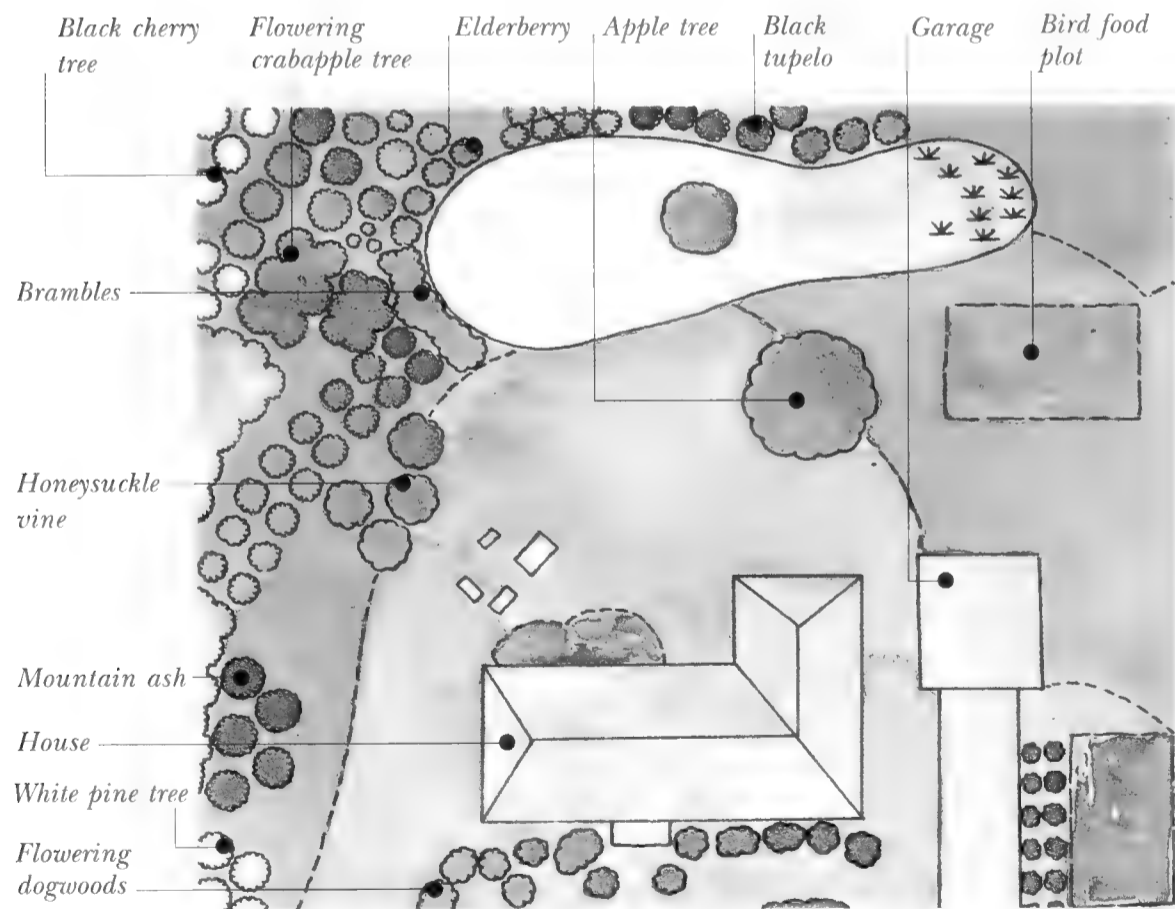 Black cherry
tree
Flowering
crabapple tree
Elderberry
Apple tree
Black
tupelo
Garage
Bird food
plot
Brambles
Honeysuckle
vine
Mountain ash
House
White pine tree
Flowering
dogwoods